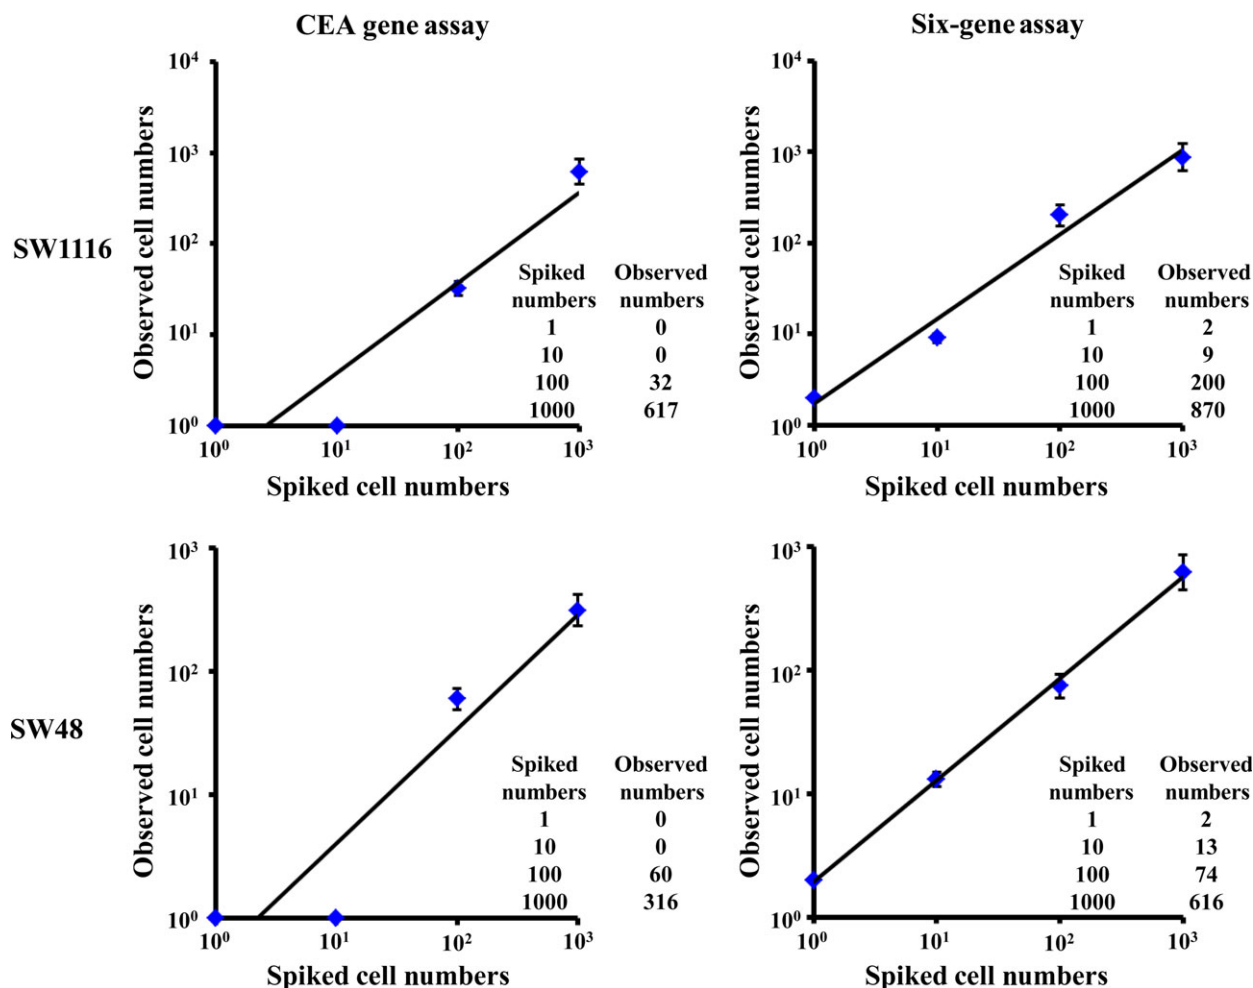 CEA gene assay
Six-gene assay
SW1116
Observed cell numbers
10⁴
10³
10²
10¹
10⁰
10⁰ 10¹ 10² 10³
Spiked cell numbers
Spiked Observed
numbers numbers
1 0
10 0
100 32
1000 617
Observed cell numbers
10⁴
10³
10²
10¹
10⁰
10⁰ 10¹ 10² 10³
Spiked cell numbers
Spiked Observed
numbers numbers
1 2
10 9
100 200
1000 870
SW48
Observed cell numbers
10³
10²
10¹
10⁰
10⁰ 10¹ 10² 10³
Spiked cell numbers
Spiked Observed
numbers numbers
1 0
10 0
100 60
1000 316
Observed cell numbers
10³
10²
10¹
10⁰
10⁰ 10¹ 10² 10³
Spiked cell numbers
Spiked Observed
numbers numbers
1 2
10 13
100 74
1000 616